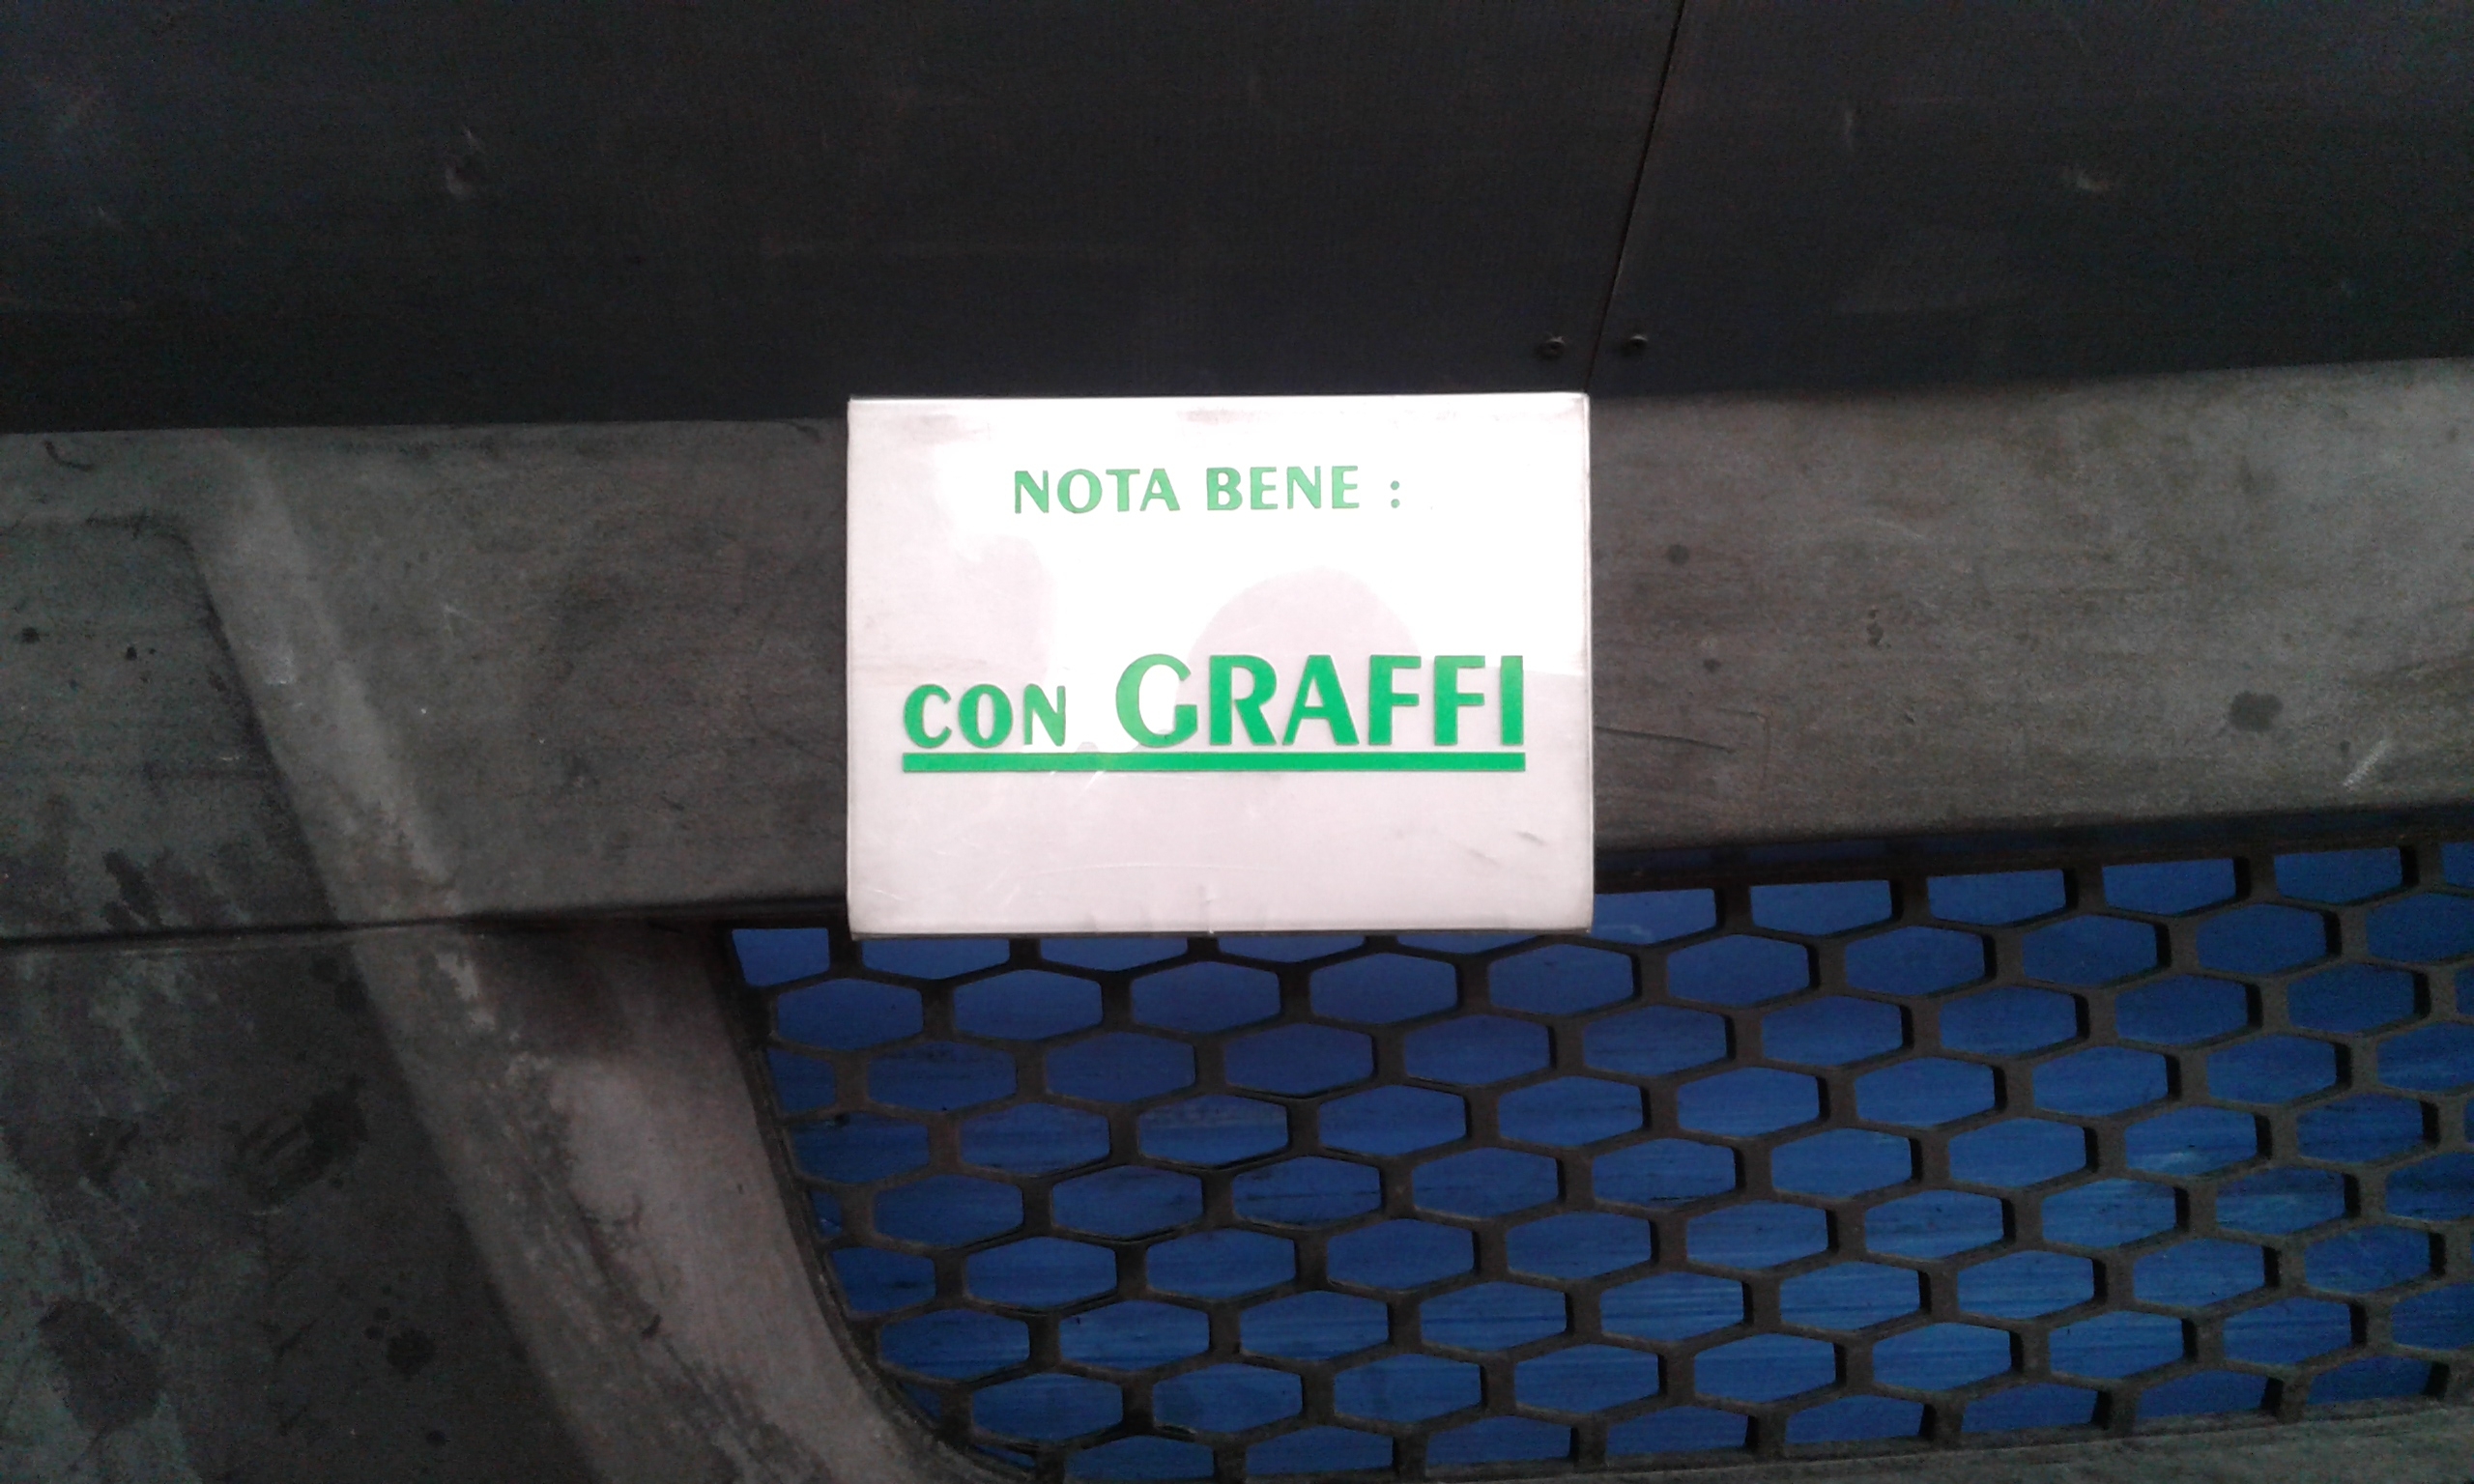 NOTA BENE :
CON GRAFFI